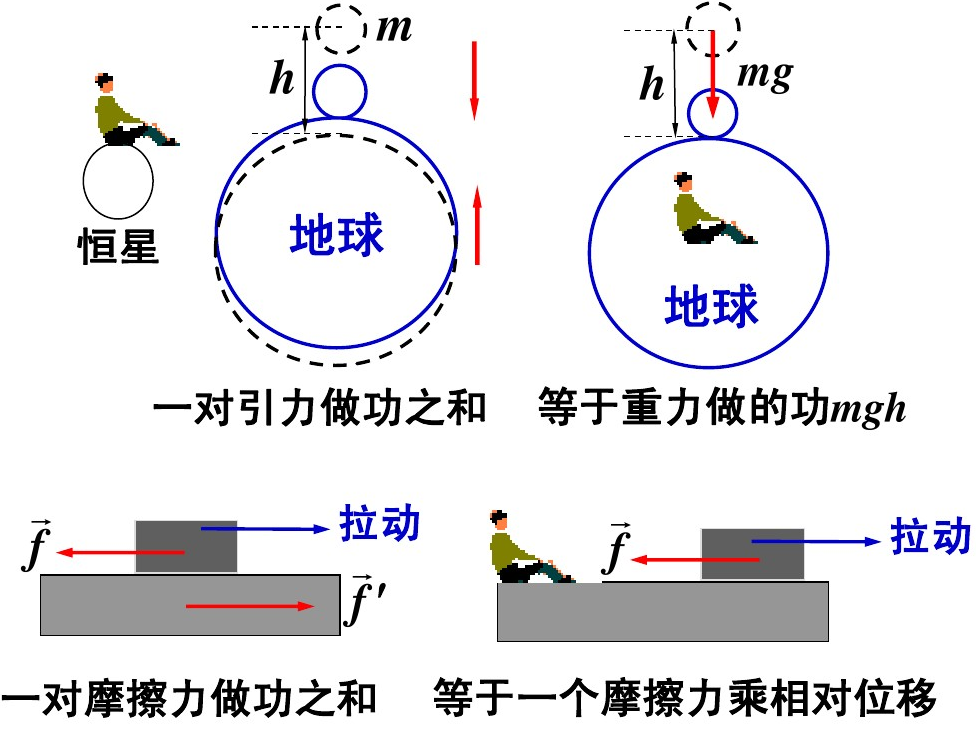 m
h
恒星
地球
h
mg
地球
一对引力做功之和 等于重力做的功mgh
f⃗
拉动
f⃗′
f⃗
拉动
一对摩擦力做功之和 等于一个摩擦力乘相对位移